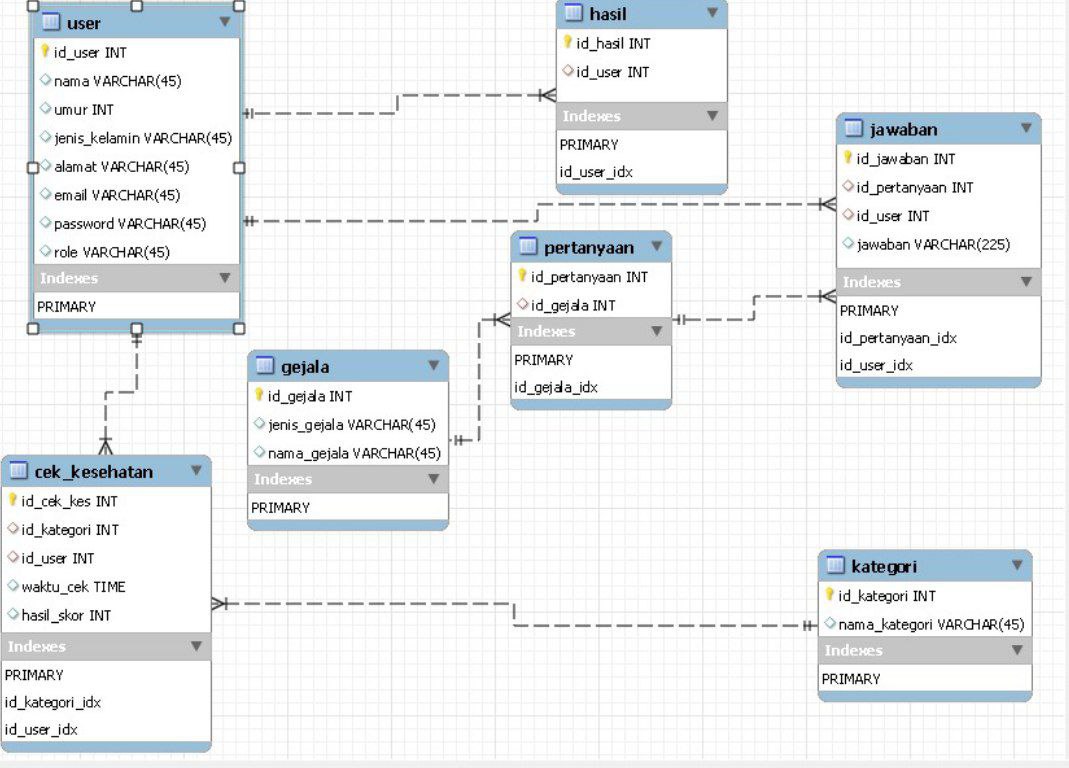 user
id_user INT
nama VARCHAR(45)
umur INT
jenis_kelamin VARCHAR(45)
alamat VARCHAR(45)
email VARCHAR(45)
password VARCHAR(45)
role VARCHAR(45)
Indexes
PRIMARY
hasil
id_hasil INT
id_user INT
Indexes
PRIMARY
id_user_idx
jawaban
id_jawaban INT
id_pertanyaan INT
id_user INT
jawaban VARCHAR(225)
Indexes
PRIMARY
id_pertanyaan_idx
id_user_idx
pertanyaan
id_pertanyaan INT
id_gejala INT
Indexes
PRIMARY
id_gejala_idx
gejala
id_gejala INT
jenis_gejala VARCHAR(45)
nama_gejala VARCHAR(45)
Indexes
PRIMARY
cek_kesehatan
id_cek_kes INT
id_kategori INT
id_user INT
waktu_cek TIME
hasil_skor INT
Indexes
PRIMARY
id_kategori_idx
id_user_idx
kategori
id_kategori INT
nama_kategori VARCHAR(45)
Indexes
PRIMARY